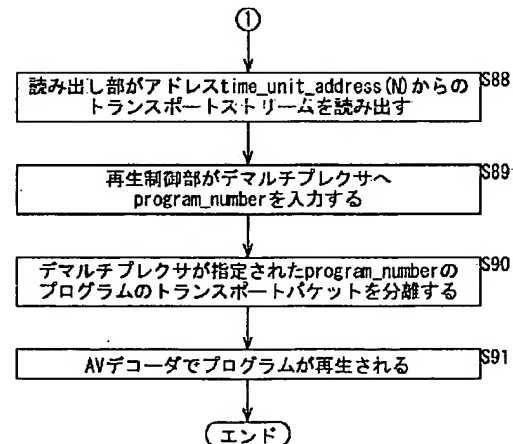 ①
読み出し部がアドレスtime_unit_address(N)からの
トランスポートストリームを読み出す
S88
再生制御部がデマルチプレクサへ
program_numberを入力する
S89
デマルチプレクサが指定されたprogram_numberの
プログラムのトランスポートパケットを分離する
S90
AVデコーダでプログラムが再生される
S91
エンド